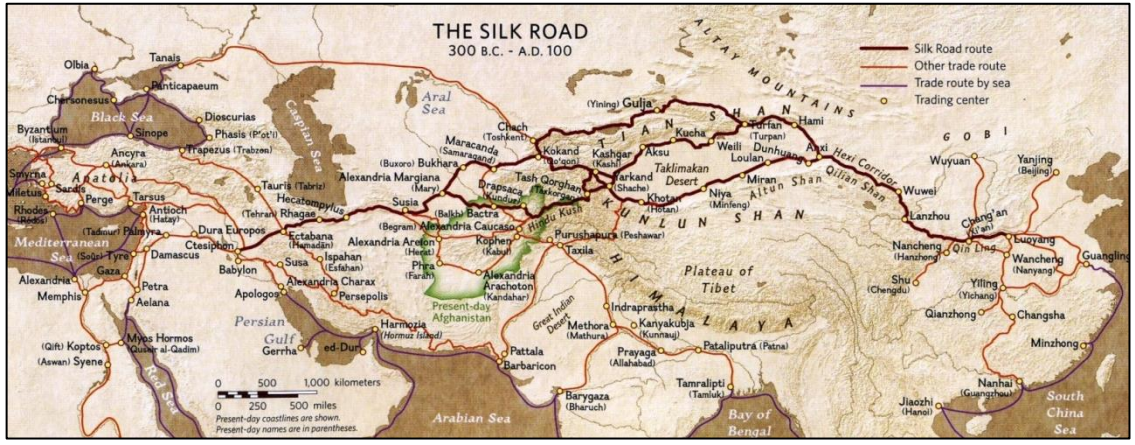 THE SILK ROAD
300 B.C. - A.D. 100
Silk Road route
Other trade route
Trade route by sea
Trading center
ALTAY MOUNTAINS
Olbia
Tanais
Panticapaeum
Chersonesus
Black Sea
Dioscurias
Phasis (P'ot'i)
Sinope
Trapezus (Trabzon)
Byzantium
(Istanbul)
Caspian Sea
Aral
Sea
Chach
(Toshkent)
(Yining) Gulja
TIAN SHAN
Turfan
(Turpan)
Hami
GOBI
Wuyuan
Yanjing
(Beijing)
Ancyra
(Ankara)
Anatolia
Smyrna
Sardis
Miletus
Perge
Tarsus
Antioch
(Hatay)
Rhodes
(Ródos)
Tauris (Tabriz)
Hecatompylus
(Tehran) Rhagae
Maracanda
(Samarqand)
(Buxoro) Bukhara
Alexandria Margiana
(Mary)
Kokand
(Qo'qon)
Kashgar
(Kashi)
Aksu
Kucha
Weili
Loulan
Dunhuang
Anxi
Hexi Corridor
Qilian Shan
Taklimakan
Desert
Miran
Altun Shan
Niya
(Minfeng)
Khotan
(Hotan)
Yarkand
(Shache)
Tash Qorghan
(Taxkorgan)
Drapsaca
(Kunduz)
KUNLUN SHAN
Wuwei
Lanzhou
Chang'an
(Xi'an)
Luoyang
Qin Ling
Nancheng
(Hanzhong)
Wancheng
(Nanyang)
Guangling
Shu
(Chengdu)
Yiling
(Yichang)
Qianzhong
Changsha
Minzhong
Nanhai
(Guangzhou)
Jiaozhi
(Hanoi)
South
China
Sea
Mediterranean
Sea
(Tadmur) Palmyra
(Soûr) Tyre
Damascus
Dura Europos
Ctesiphon
Babylon
Ecbatana
(Hamadān)
Susa
Ispahan
(Esfahan)
Alexandria Charax
Persepolis
Apologos
Susia
(Balkh) Bactra
Hindu Kush
(Begram) Alexandria Caucaso
Alexandria Areion
(Herat)
Kophen
(Kabul)
Purushapura (Peshawar)
Taxila
Phra
(Farah)
Alexandria
Arachoton
(Kandahar)
Present-day
Afghanistan
Great Indian
Desert
HIMALAYA
Plateau of
Tibet
Indraprastha
Methora
(Mathura)
Kanyakubja
(Kunnauj)
Prayaga
(Allahabad)
Pataliputra (Patna)
Tamralipti
(Tamluk)
Barygaza
(Bharuch)
Pattala
Barbaricon
Alexandria
Memphis
Gaza
Petra
Aelana
Myos Hormos
(Quseir al-Qadim)
(Qift) Koptos
(Aswan) Syene
Red Sea
Persian
Gulf
Gerrha
ed-Dur
Harmozia
(Hormuz Island)
Arabian Sea
Bay of
Bengal
0 500 1,000 kilometers
0 250 500 miles
Present-day coastlines are shown.
Present-day names are in parentheses.